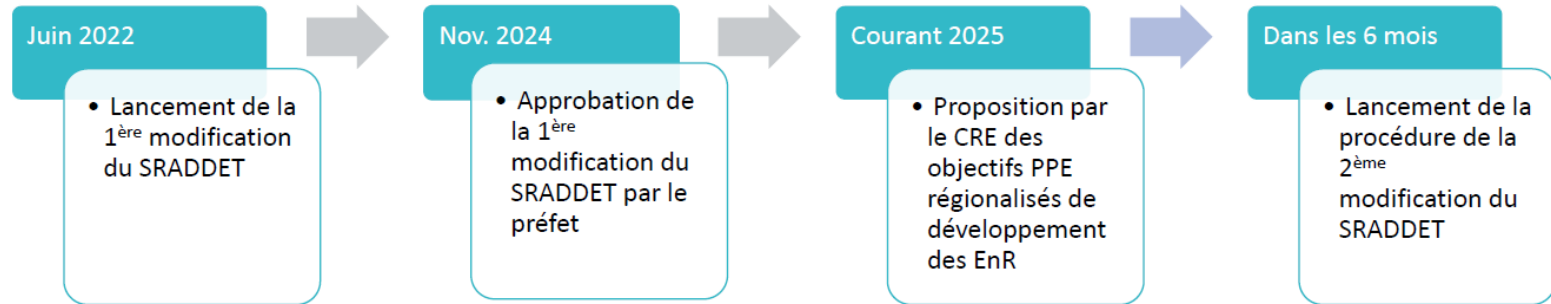 Juin 2022
• Lancement de la
1ère modification
du SRADDET
Nov. 2024
• Approbation de
la 1ère
modification du
SRADDET par le
préfet
Courant 2025
• Proposition par
le CRE des
objectifs PPE
régionalisés de
développement
des EnR
Dans les 6 mois
• Lancement de la
procédure de la
2ème
modification du
SRADDET